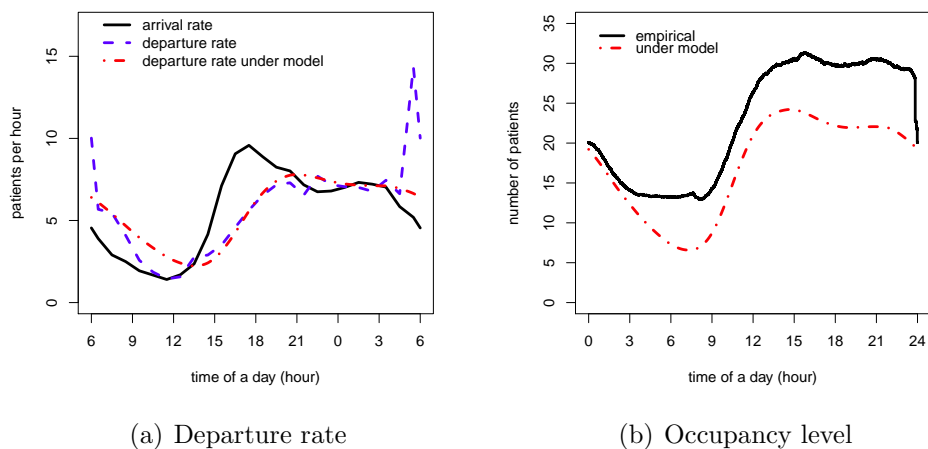 arrival rate
departure rate
departure rate under model
patients per hour
0
5
10
15
6
9
12
15
18
21
0
3
6
time of a day (hour)
(a) Departure rate
empirical
under model
number of patients
0
5
10
15
20
25
30
35
0
3
6
9
12
15
18
21
24
time of a day (hour)
(b) Occupancy level